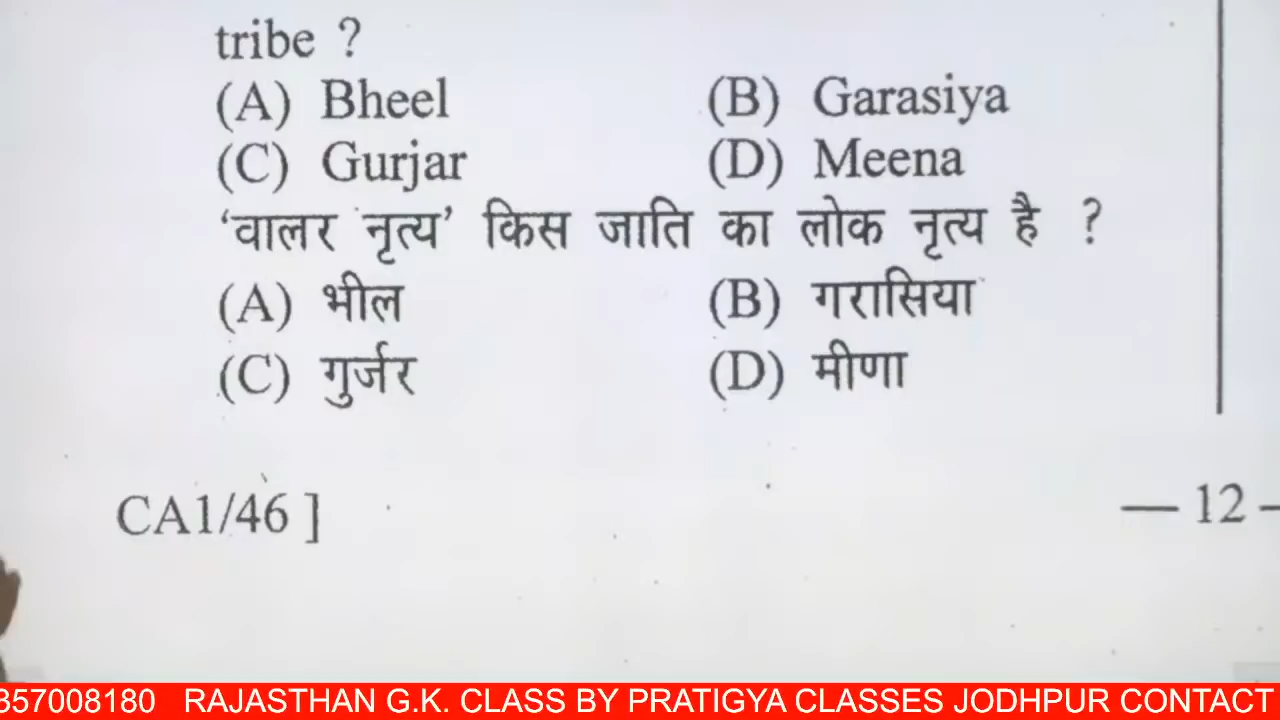 tribe ?
(A) Bheel (B) Garasiya
(C) Gurjar (D) Meena
‘वालर नृत्य’ किस जाति का लोक नृत्य है ?
(A) भील (B) गरासिया
(C) गुर्जर (D) मीणा
CA1/46 ] — 12 –
357008180 RAJASTHAN G.K. CLASS BY PRATIGYA CLASSES JODHPUR CONTACT